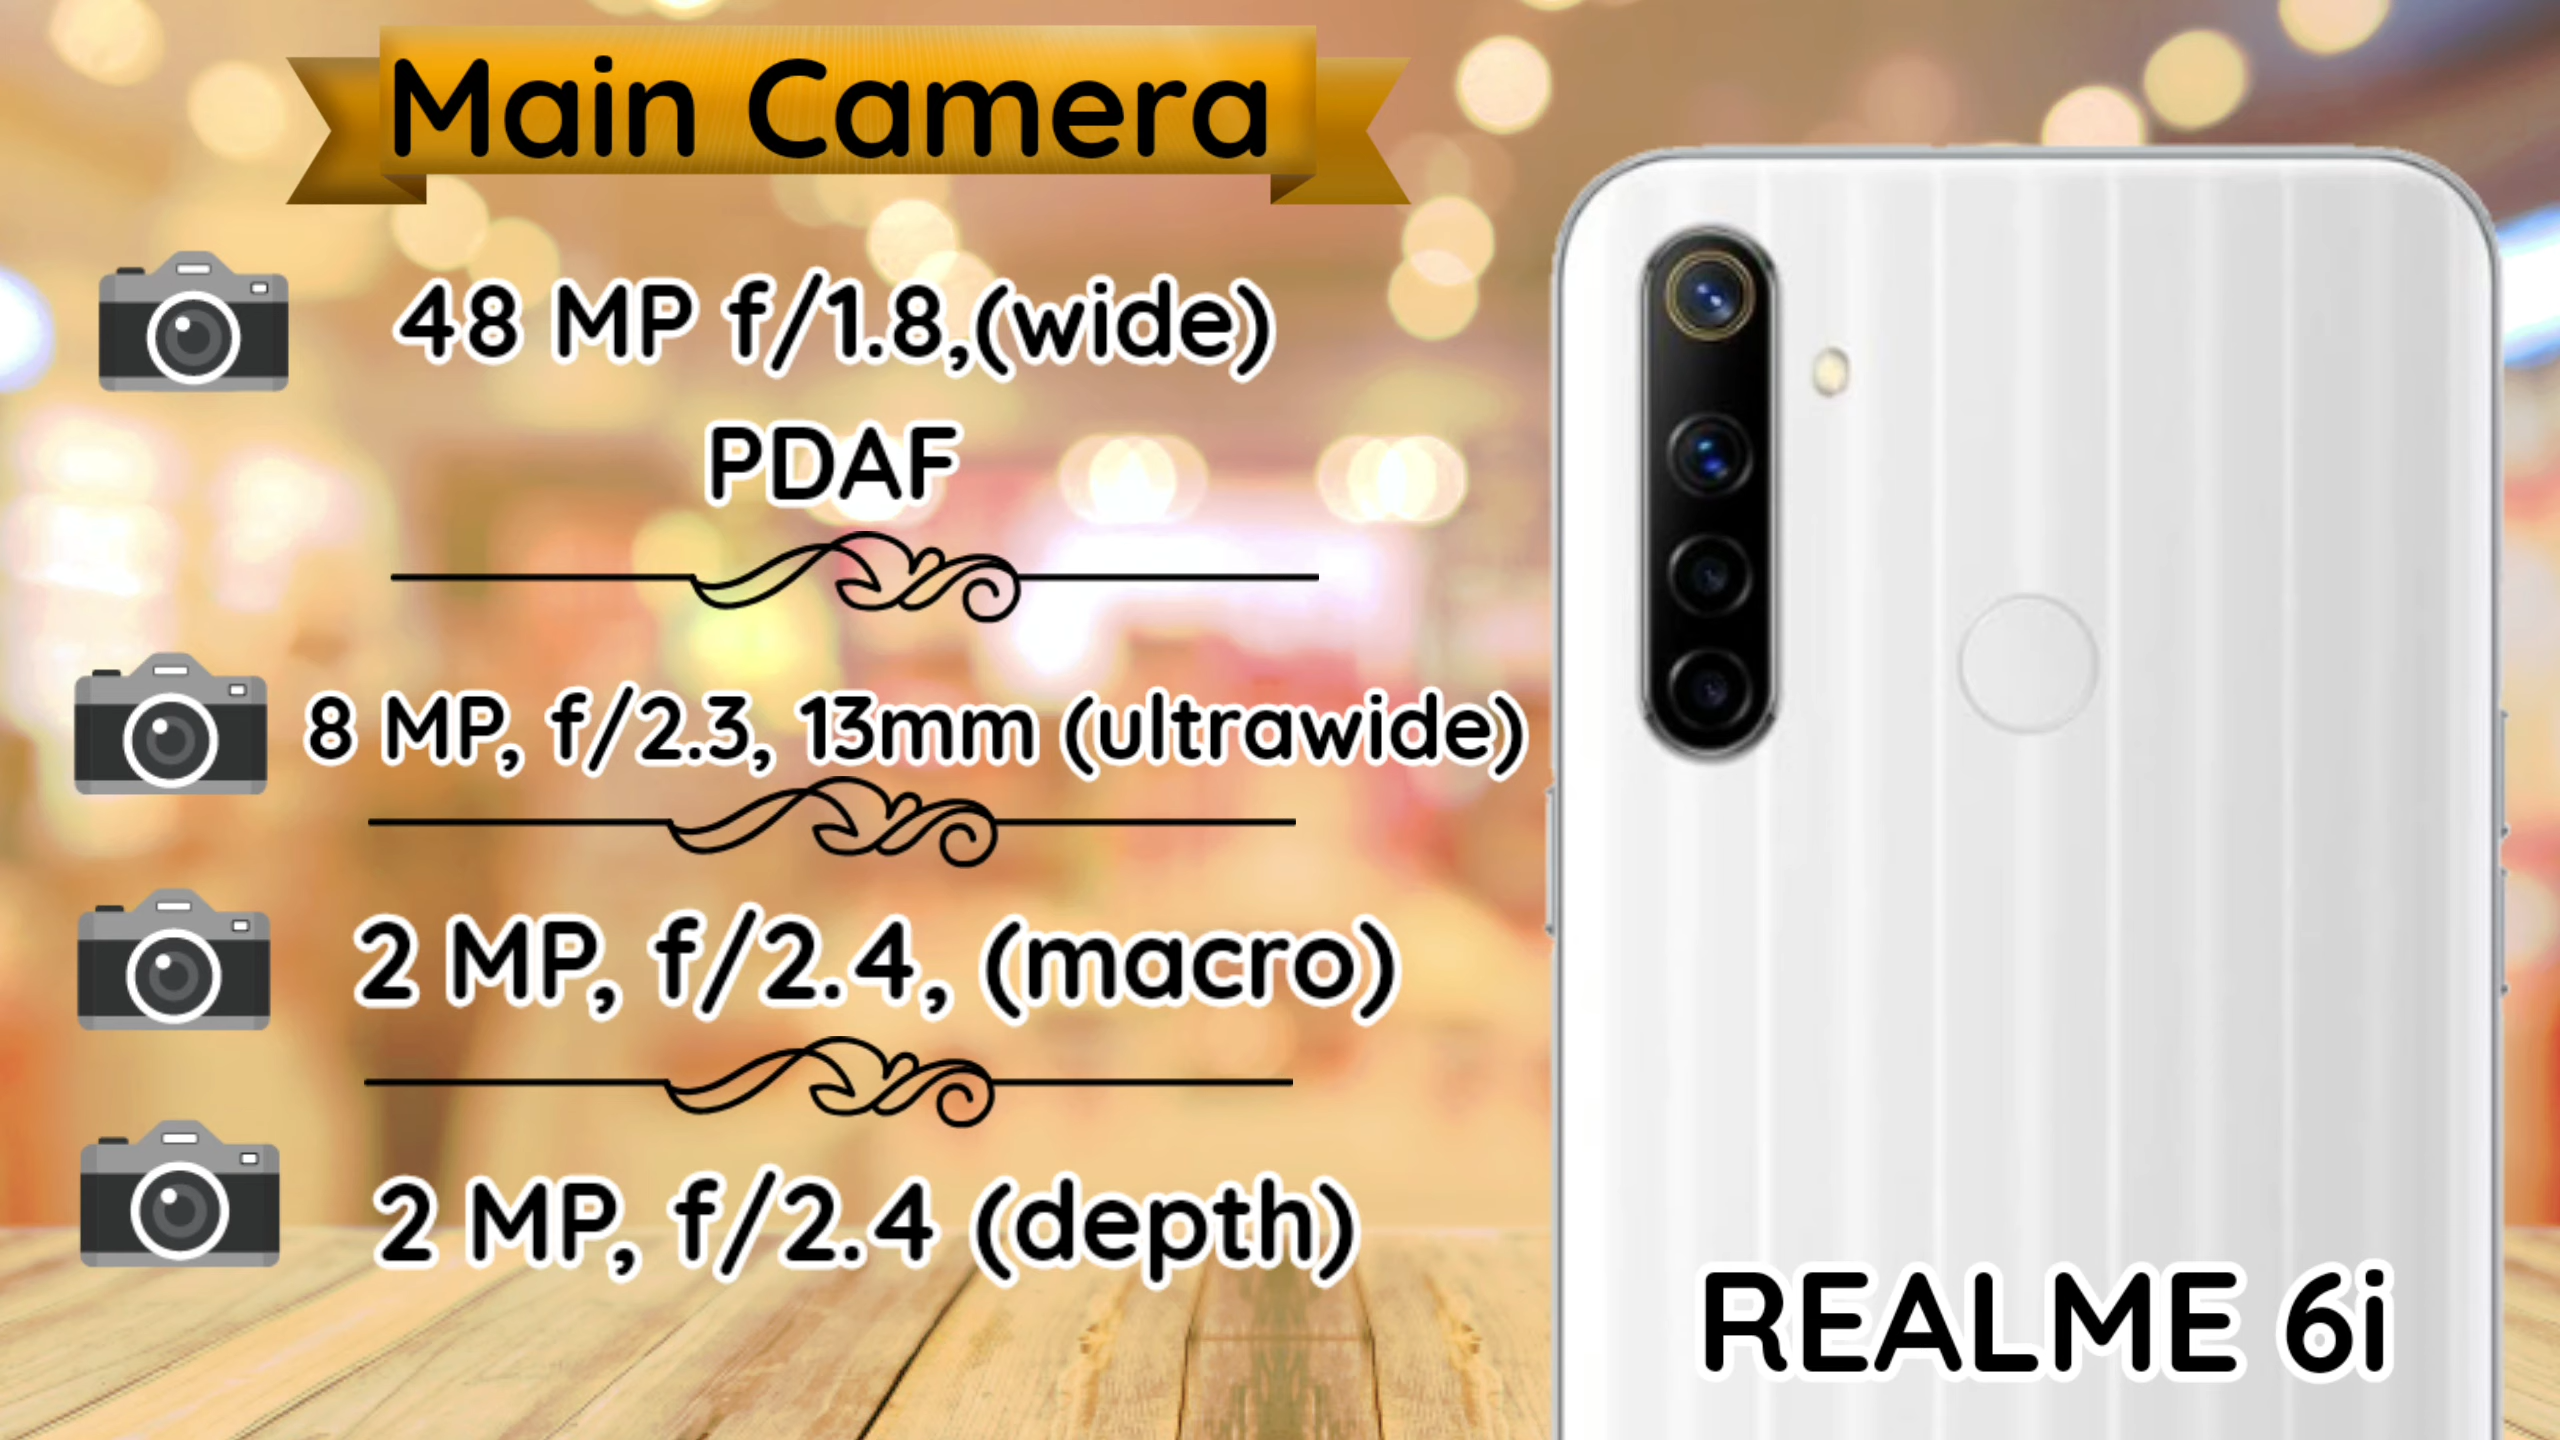 Main Camera
48 MP f/1.8,(wide)
PDAF
8 MP, f/2.3, 13mm (ultrawide)
2 MP, f/2.4, (macro)
2 MP, f/2.4 (depth)
REALME 6i